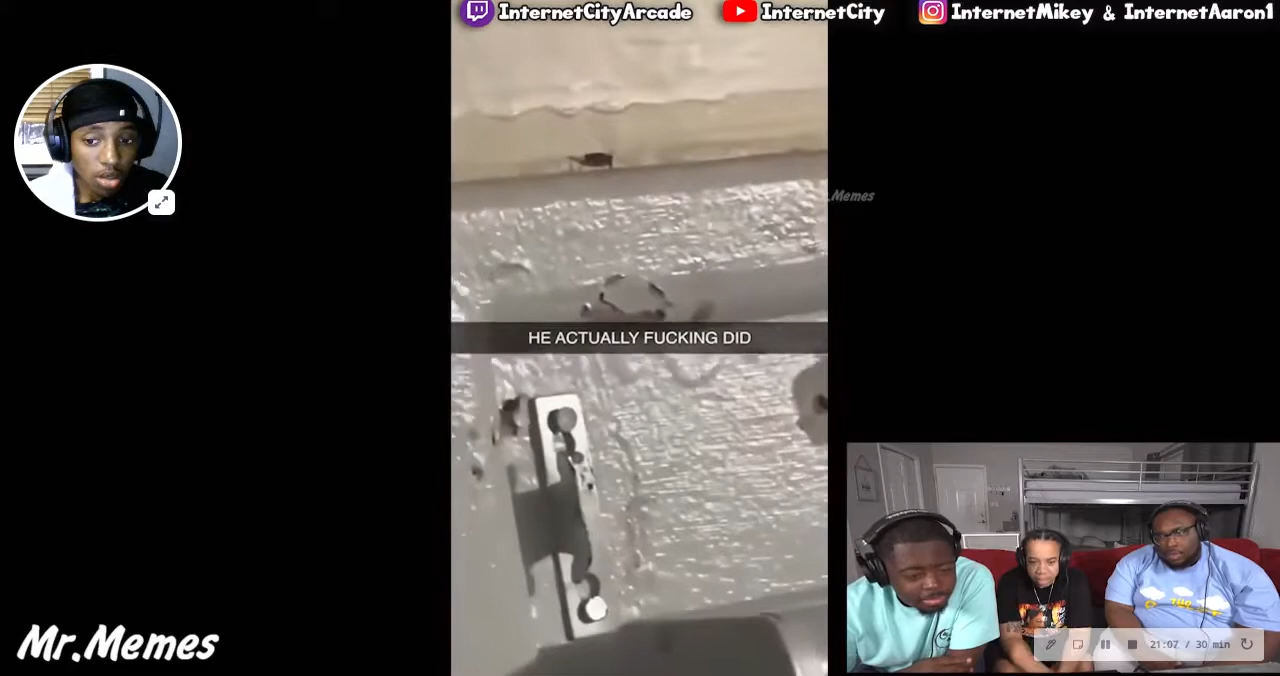 InternetCityArcade InternetCity InternetMikey & InternetAaron1
.Memes
HE ACTUALLY FUCKING DID
Mr.Memes
21:07 / 30 min